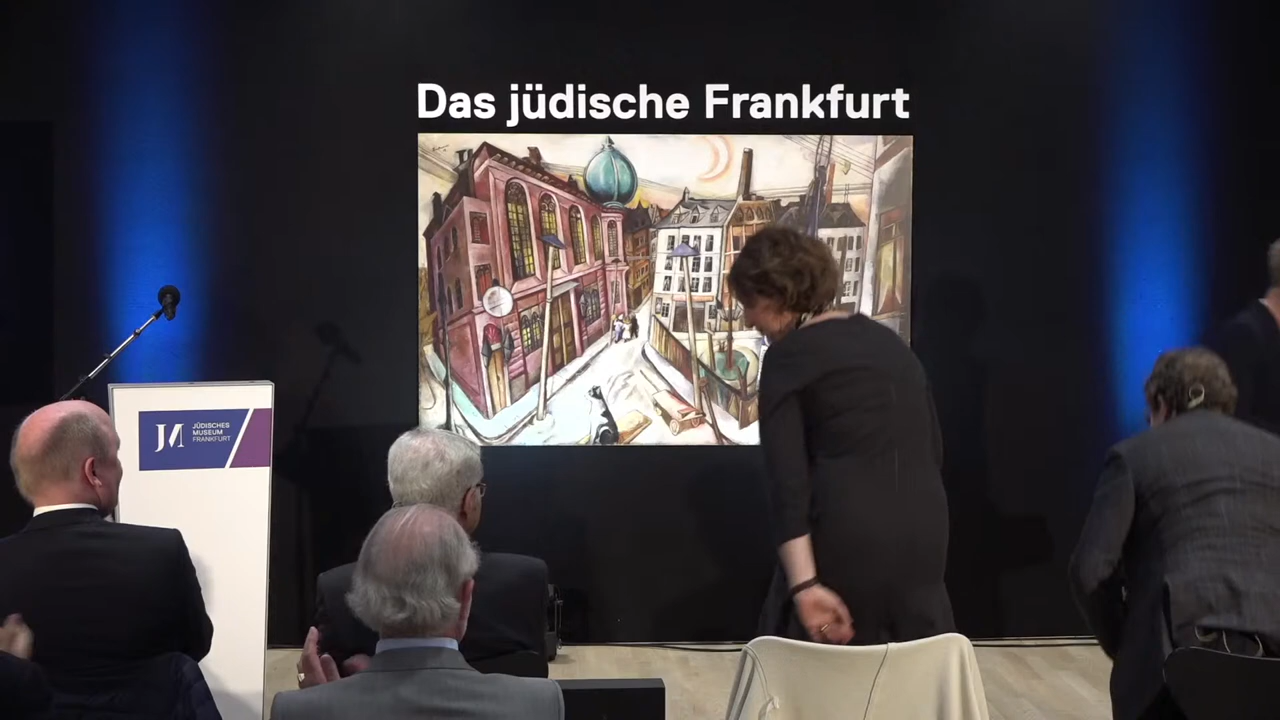 Das jüdische Frankfurt
JM
JÜDISCHES
MUSEUM
FRANKFURT